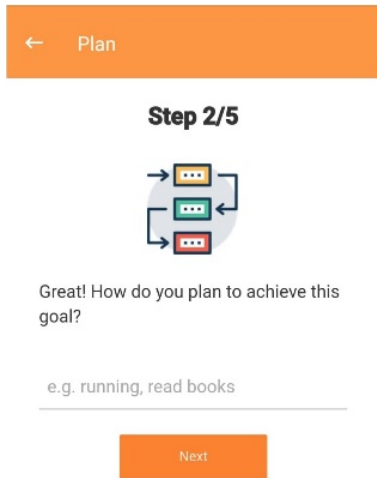 Plan
Step 2/5
Great! How do you plan to achieve this
goal?
e.g. running, read books
Next